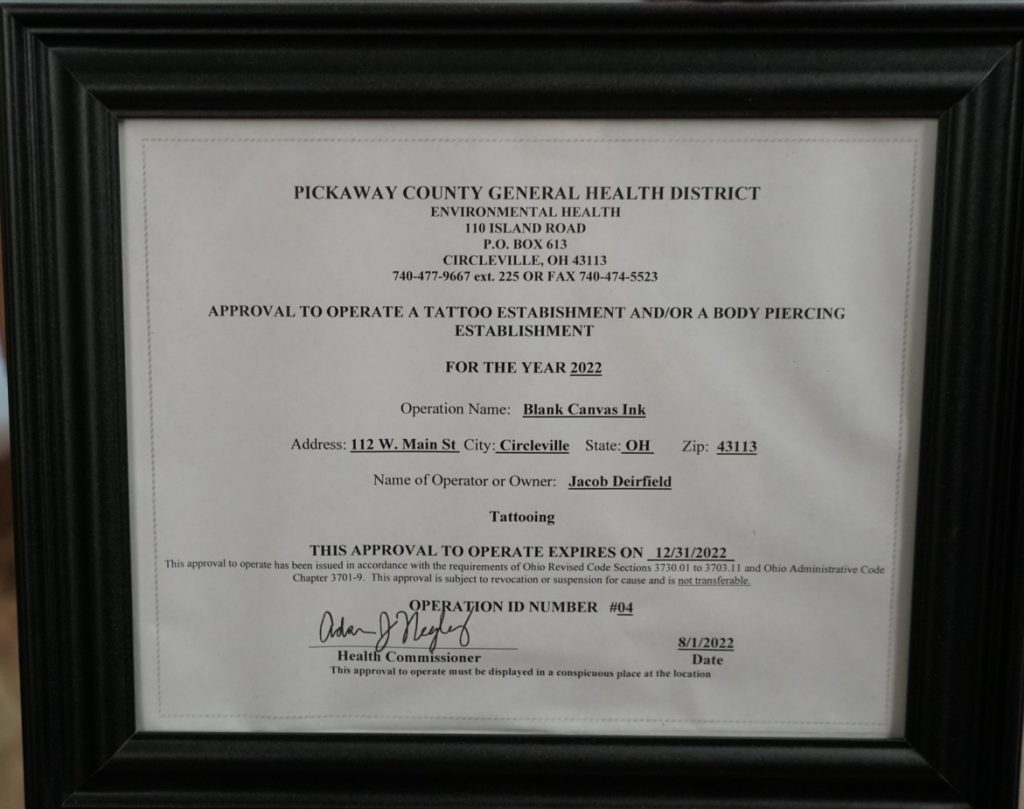 PICKAWAY COUNTY GENERAL HEALTH DISTRICT
ENVIRONMENTAL HEALTH
110 ISLAND ROAD
P.O. BOX 613
CIRCLEVILLE, OH 43113
740-477-9667 ext. 225 OR FAX 740-474-5523
APPROVAL TO OPERATE A TATTOO ESTABISHMENT AND/OR A BODY PIERCING
ESTABLISHMENT
FOR THE YEAR 2022
Operation Name: Blank Canvas Ink
Address: 112 W. Main St City: Circleville State: OH Zip: 43113
Name of Operator or Owner: Jacob Deirfield
Tattooing
THIS APPROVAL TO OPERATE EXPIRES ON 12/31/2022
This approval to operate has been issued in accordance with the requirements of Ohio Revised Code Sections 3730.01 to 3703.11 and Ohio Administrative Code
Chapter 3701-9. This approval is subject to revocation or suspension for cause and is not transferable.
OPERATION ID NUMBER #04
Adam J Negley
8/1/2022
Health Commissioner Date
This approval to operate must be displayed in a conspicuous place at the location